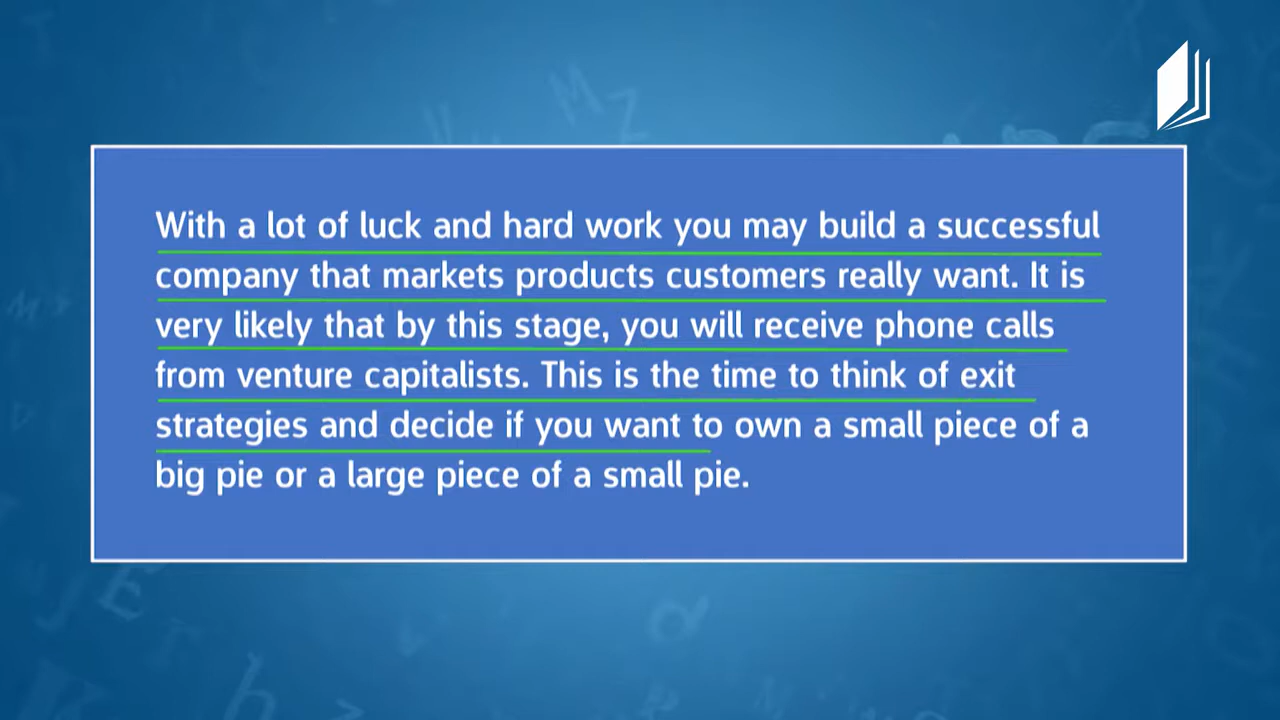 With a lot of luck and hard work you may build a successful
company that markets products customers really want. It is
very likely that by this stage, you will receive phone calls
from venture capitalists. This is the time to think of exit
strategies and decide if you want to own a small piece of a
big pie or a large piece of a small pie.